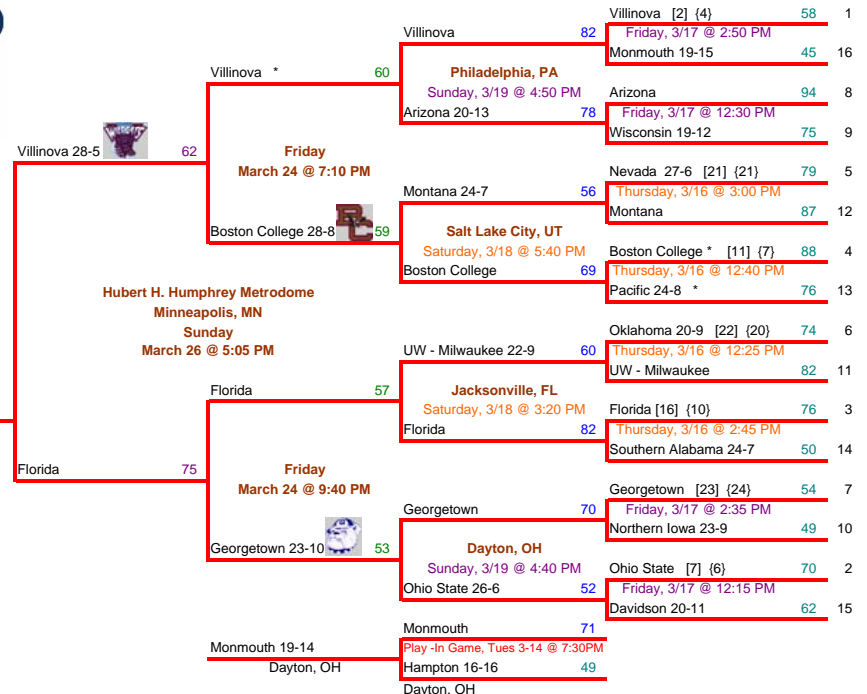 Villinova [2] {4} 58 1
Friday, 3/17 @ 2:50 PM
Monmouth 19-15 45 16
Villinova 82
Philadelphia, PA
Sunday, 3/19 @ 4:50 PM
Arizona 20-13 78
Arizona 94 8
Friday, 3/17 @ 12:30 PM
Wisconsin 19-12 75 9
Villinova * 60
Friday
March 24 @ 7:10 PM
Boston College 28-8 BC 59
Nevada 27-6 [21] {21} 79 5
Thursday, 3/16 @ 3:00 PM
Montana 87 12
Montana 24-7 56
Salt Lake City, UT
Saturday, 3/18 @ 5:40 PM
Boston College 69
Boston College * [11] {7} 88 4
Thursday, 3/16 @ 12:40 PM
Pacific 24-8 * 76 13
Villinova 28-5 62
Hubert H. Humphrey Metrodome
Minneapolis, MN
Sunday
March 26 @ 5:05 PM
Florida 75
Oklahoma 20-9 [22] {20} 74 6
Thursday, 3/16 @ 12:25 PM
UW - Milwaukee 82 11
UW - Milwaukee 22-9 60
Jacksonville, FL
Saturday, 3/18 @ 3:20 PM
Florida 82
Florida [16] {10} 76 3
Thursday, 3/16 @ 2:45 PM
Southern Alabama 24-7 50 14
Florida 57
Friday
March 24 @ 9:40 PM
Georgetown 23-10 53
Georgetown [23] {24} 54 7
Friday, 3/17 @ 2:35 PM
Northern Iowa 23-9 49 10
Georgetown 70
Dayton, OH
Sunday, 3/19 @ 4:40 PM
Ohio State 26-6 52
Ohio State [7] {6} 70 2
Friday, 3/17 @ 12:15 PM
Davidson 20-11 62 15
Monmouth 71
Monmouth 19-14
Play -In Game, Tues 3-14 @ 7:30PM
Dayton, OH
Hampton 16-16 49
Dayton, OH